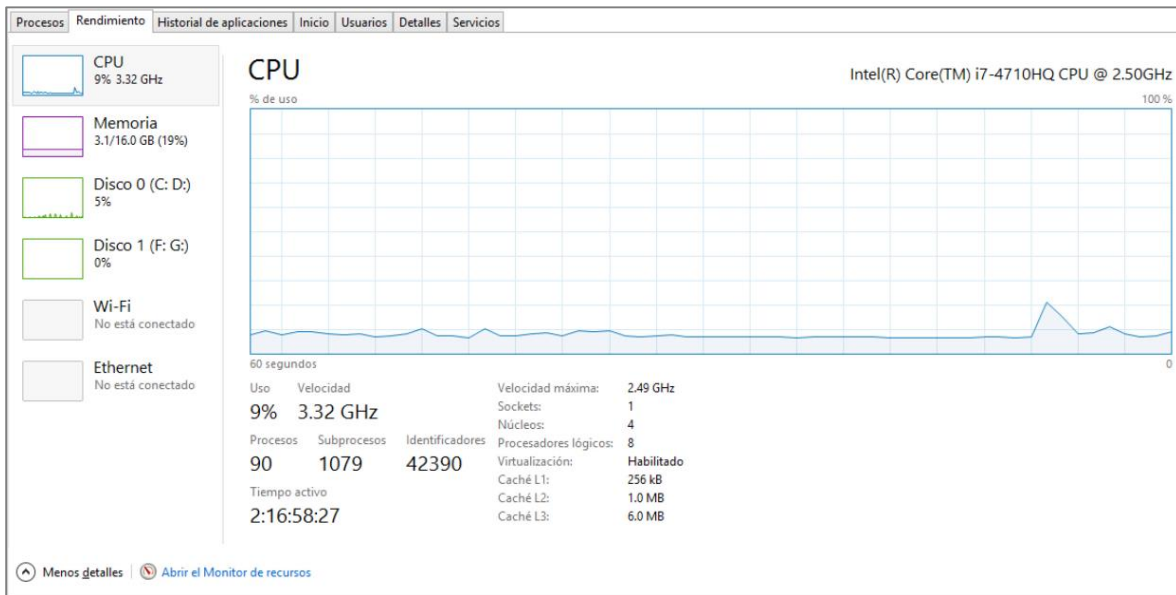 Procesos Rendimiento Historial de aplicaciones Inicio Usuarios Detalles Servicios
CPU
9% 3.32 GHz
Memoria
3.1/16.0 GB (19%)
Disco 0 (C: D:)
5%
Disco 1 (F: G:)
0%
Wi-Fi
No está conectado
Ethernet
No está conectado
CPU Intel(R) Core(TM) i7-4710HQ CPU @ 2.50GHz
% de uso 100 %
60 segundos 0
Uso Velocidad
9% 3.32 GHz
Procesos Subprocesos Identificadores
90 1079 42390
Tiempo activo
2:16:58:27
Velocidad máxima: 2.49 GHz
Sockets: 1
Núcleos: 4
Procesadores lógicos: 8
Virtualización: Habilitado
Caché L1: 256 kB
Caché L2: 1.0 MB
Caché L3: 6.0 MB
Menos detalles Abrir el Monitor de recursos